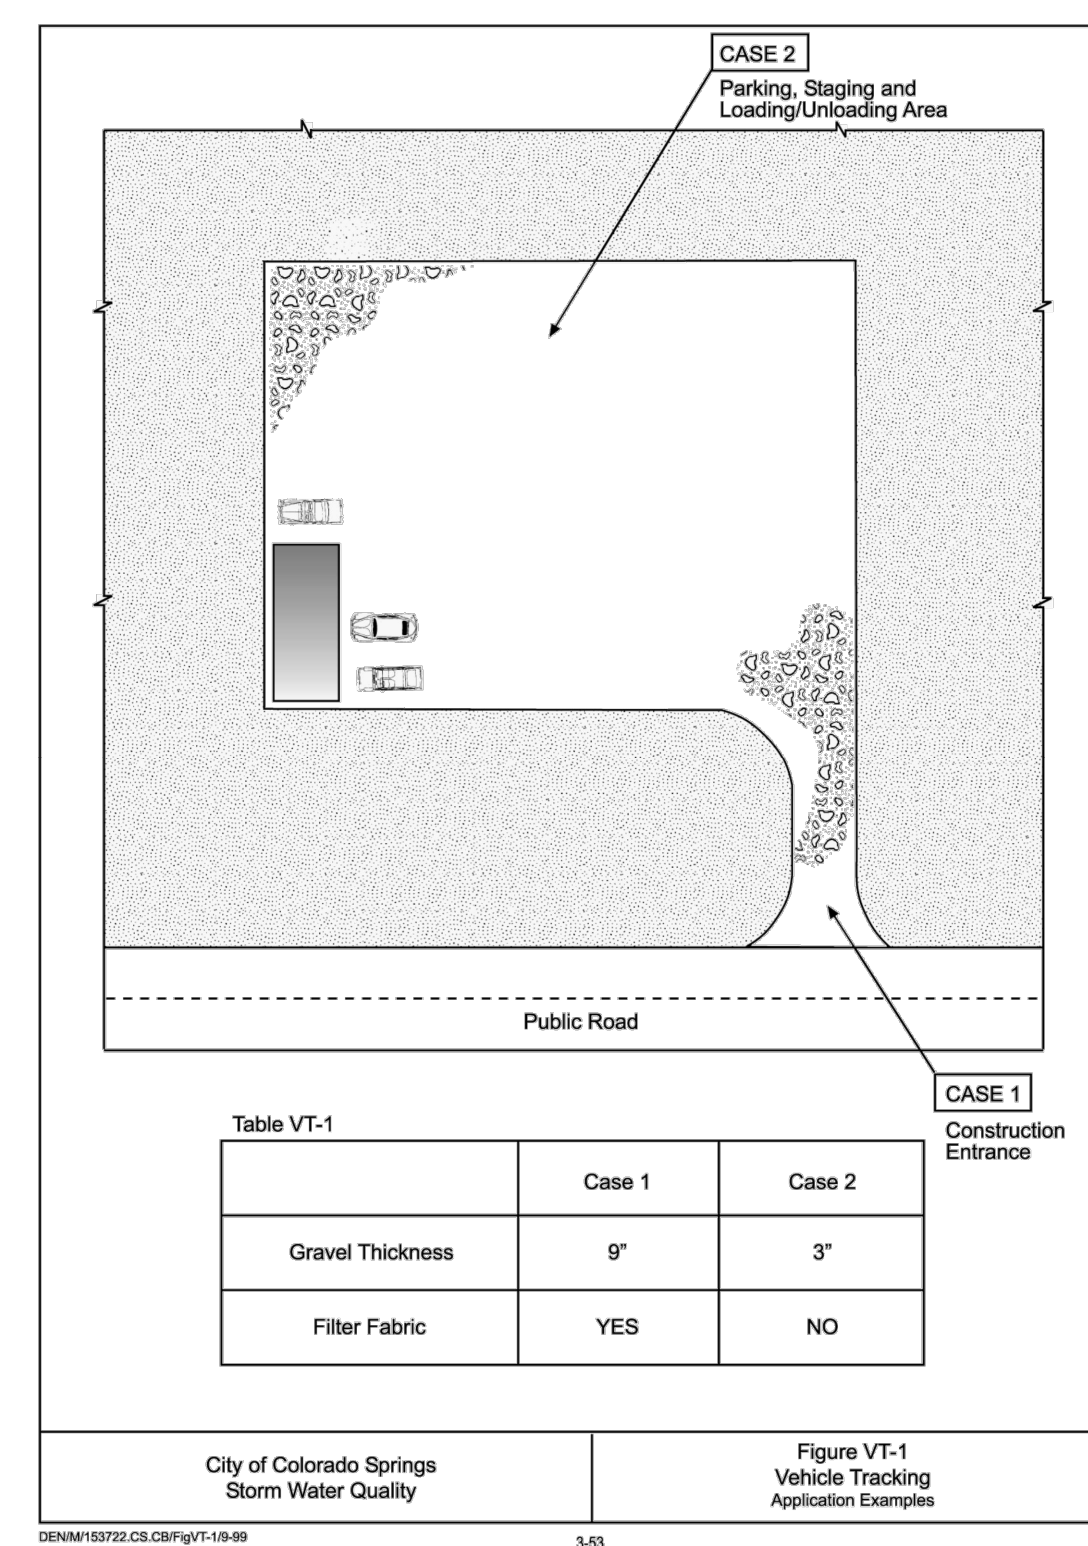 CASE 2
Parking, Staging and
Loading/Unloading Area
Public Road
CASE 1
Construction
Entrance
Table VT-1
Case 1 Case 2
Gravel Thickness 9” 3”
Filter Fabric YES NO
City of Colorado Springs
Storm Water Quality
Figure VT-1
Vehicle Tracking
Application Examples
DEN/M/153722.CS.CB/FigVT-1/9-99
3-53